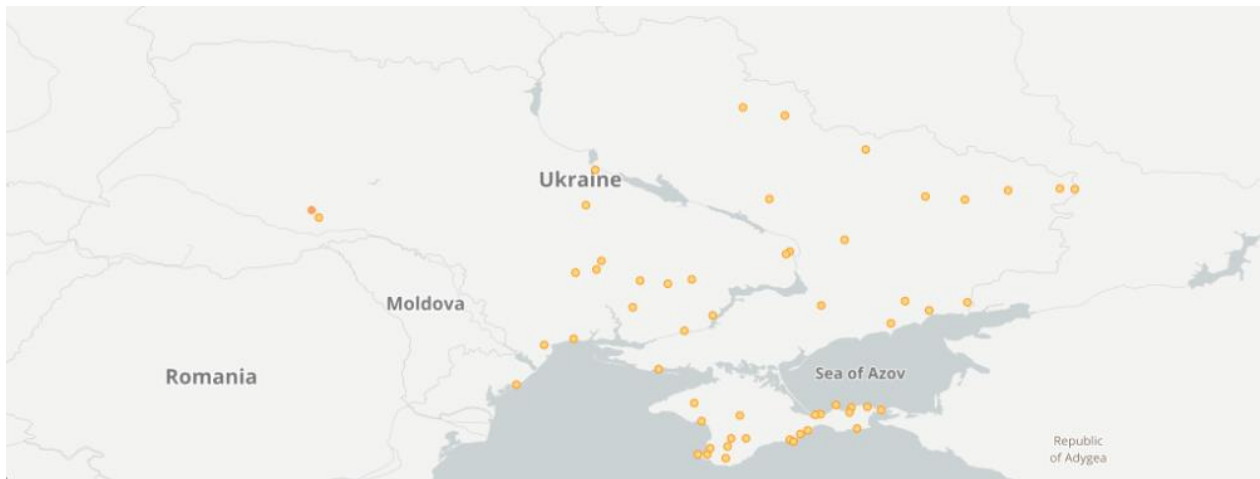 Ukraine
Moldova
Romania
Sea of Azov
Republic
of Adygea